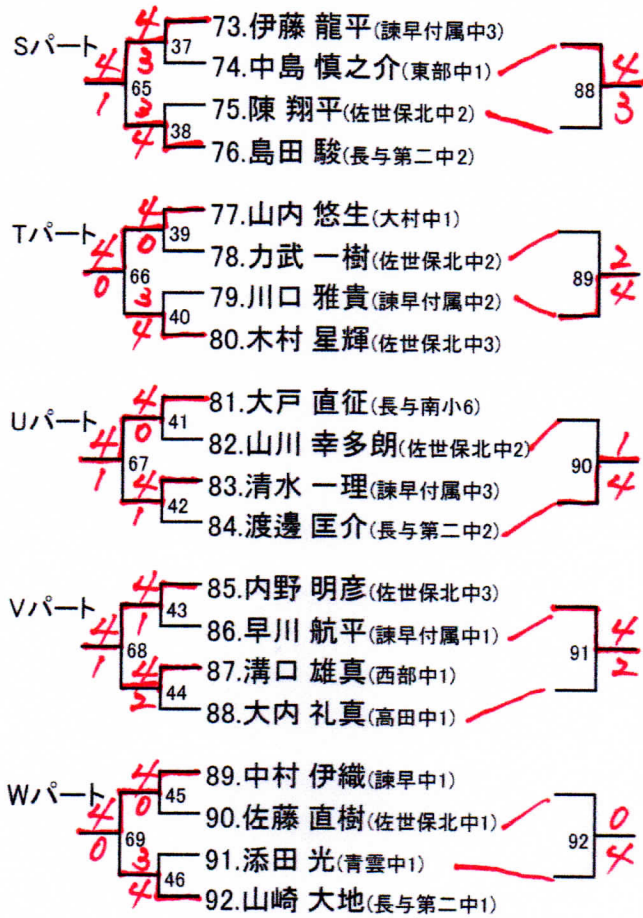 Sパート
4
1
65
4
3
37
3
4
38
73.伊藤 龍平(諫早付属中3)
74.中島 慎之介(東部中1)
75.陳 翔平(佐世保北中2)
76.島田 駿(長与第二中2)
88
4
3
Tパート
4
0
66
4
0
39
3
4
40
77.山内 悠生(大村中1)
78.力武 一樹(佐世保北中2)
79.川口 雅貴(諫早付属中2)
80.木村 星輝(佐世保北中3)
89
2
4
Uパート
4
1
67
4
0
41
4
1
42
81.大戸 直征(長与南小6)
82.山川 幸多朗(佐世保北中2)
83.清水 一理(諫早付属中3)
84.渡邊 匡介(長与第二中2)
90
1
4
Vパート
4
1
68
4
1
43
4
2
44
85.内野 明彦(佐世保北中3)
86.早川 航平(諫早付属中1)
87.溝口 雄真(西部中1)
88.大内 礼真(高田中1)
91
4
2
Wパート
4
0
69
4
0
45
3
4
46
89.中村 伊織(諫早中1)
90.佐藤 直樹(佐世保北中1)
91.添田 光(青雲中1)
92.山崎 大地(長与第二中1)
92
0
4